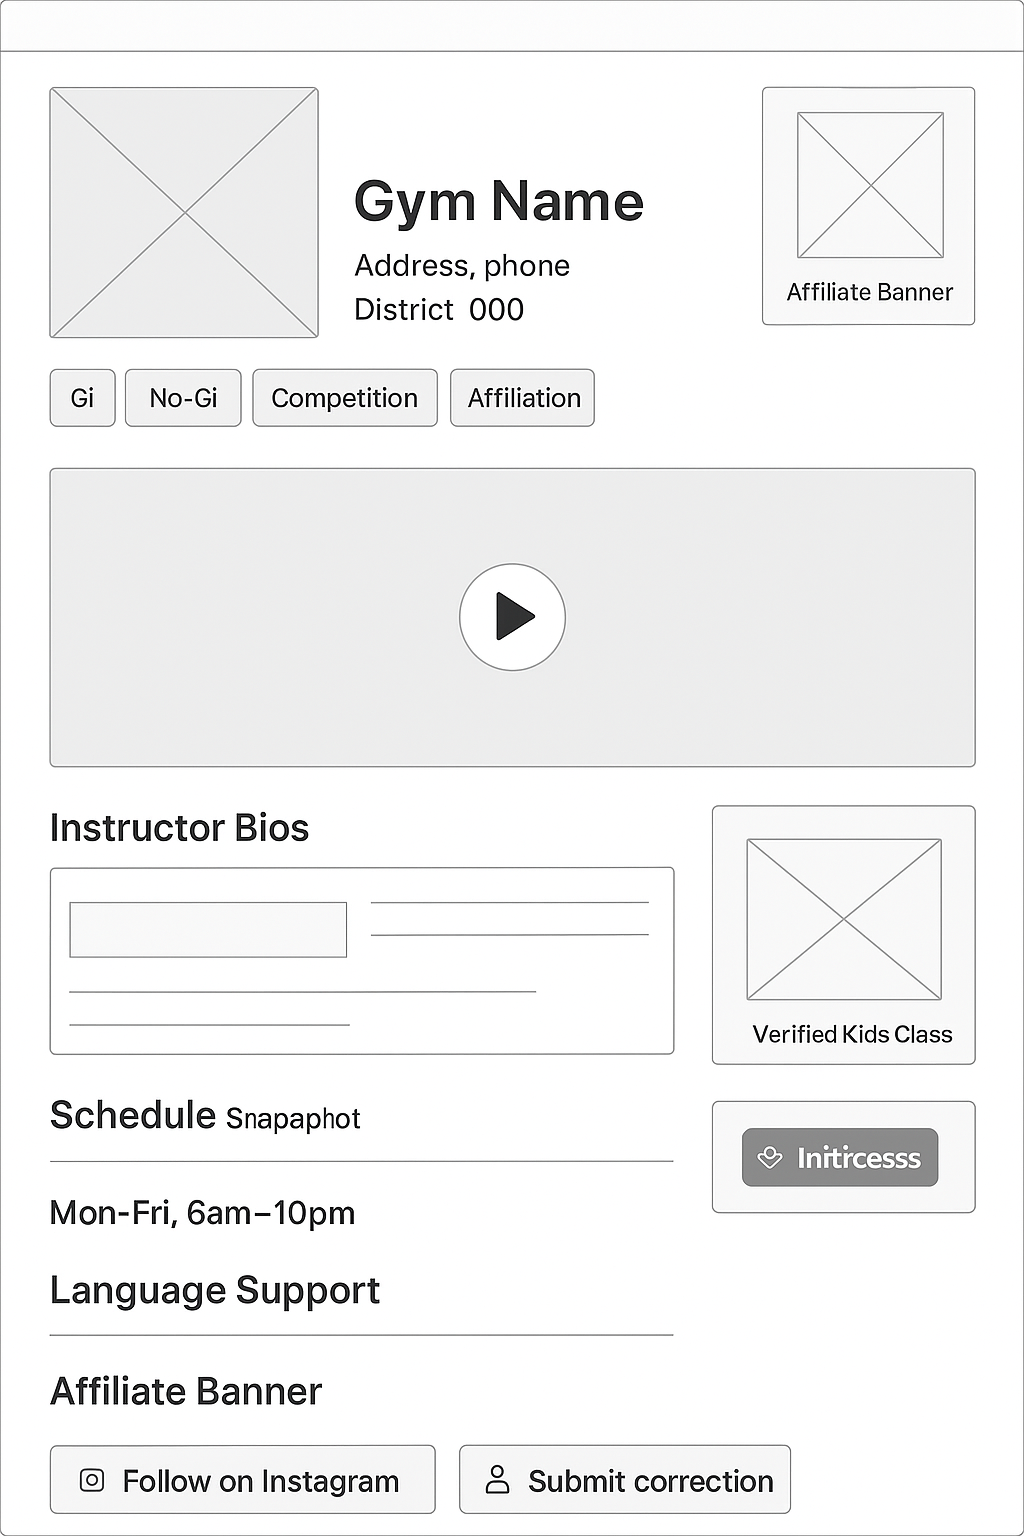 Gym Name
Address, phone
District 000
Affiliate Banner
Gi
No-Gi
Competition
Affiliation
Instructor Bios
Verified Kids Class
Schedule Snapaphot
Initircesss
Mon-Fri, 6am–10pm
Language Support
Affiliate Banner
Follow on Instagram
Submit correction